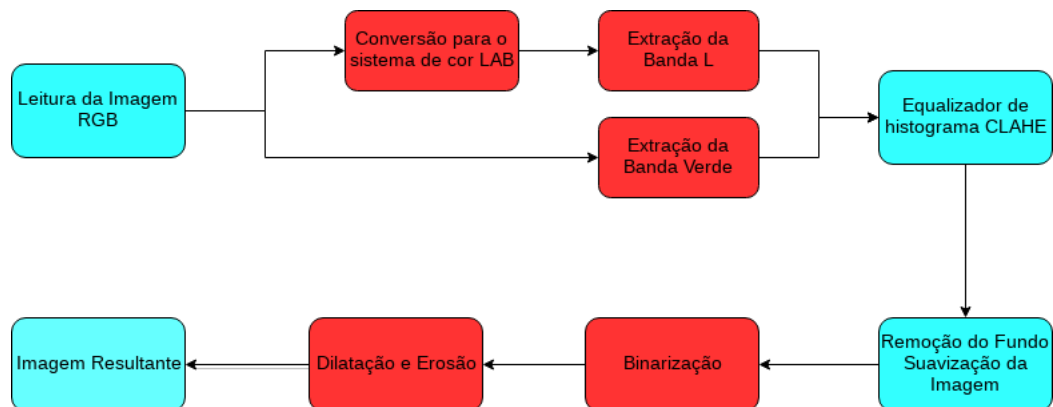 Leitura da Imagem
RGB
Conversão para o
sistema de cor LAB
Extração da
Banda L
Extração da
Banda Verde
Equalizador de
histograma CLAHE
Remoção do Fundo
Suavização da
Imagem
Binarização
Dilatação e Erosão
Imagem Resultante